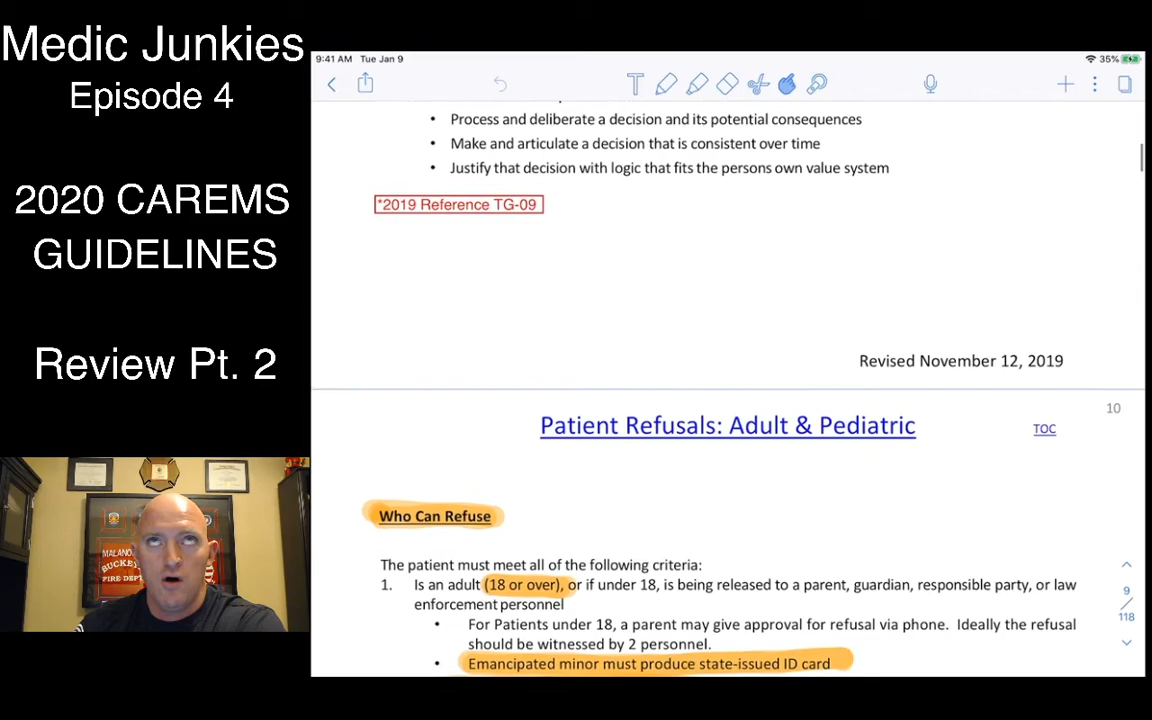 Medic Junkies
Episode 4
2020 CAREMS
GUIDELINES
Review Pt. 2
MALANO
BUCKEY
FIRE DEP
9:41 AM Tue Jan 9
35%
T
• Process and deliberate a decision and its potential consequences
• Make and articulate a decision that is consistent over time
• Justify that decision with logic that fits the persons own value system
*2019 Reference TG-09
Revised November 12, 2019
10
Patient Refusals: Adult & Pediatric
TOC
Who Can Refuse
The patient must meet all of the following criteria:
1. Is an adult (18 or over), or if under 18, is being released to a parent, guardian, responsible party, or law
enforcement personnel
• For Patients under 18, a parent may give approval for refusal via phone. Ideally the refusal
should be witnessed by 2 personnel.
• Emancipated minor must produce state-issued ID card
9
/
118